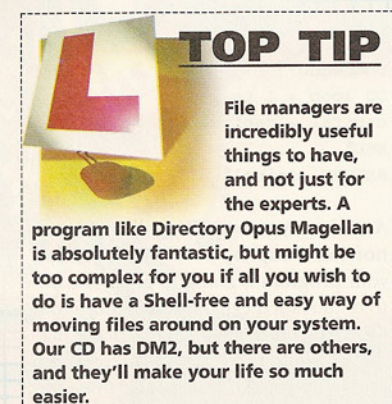 L
TOP TIP
File managers are
incredibly useful
things to have,
and not just for
the experts. A
program like Directory Opus Magellan
is absolutely fantastic, but might be
too complex for you if all you wish to
do is have a Shell-free and easy way of
moving files around on your system.
Our CD has DM2, but there are others,
and they'll make your life so much
easier.